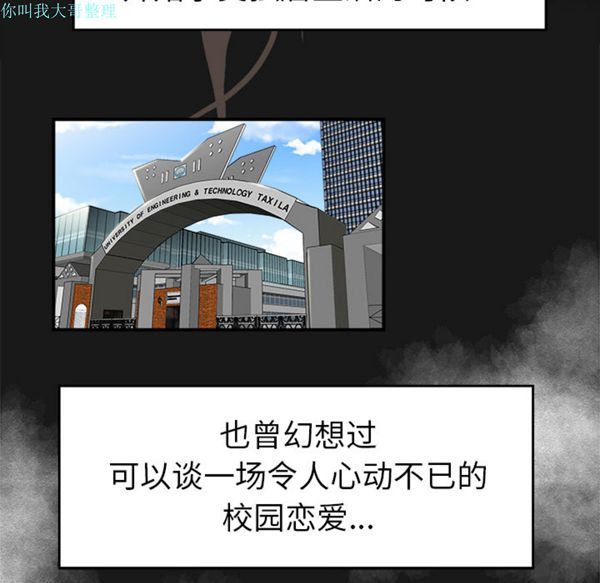 你叫我大哥整理
UNIVERSITY OF ENGINEERING & TECHNOLOGY TAXILA
也曾幻想过
可以谈一场令人心动不已的
校园恋爱...